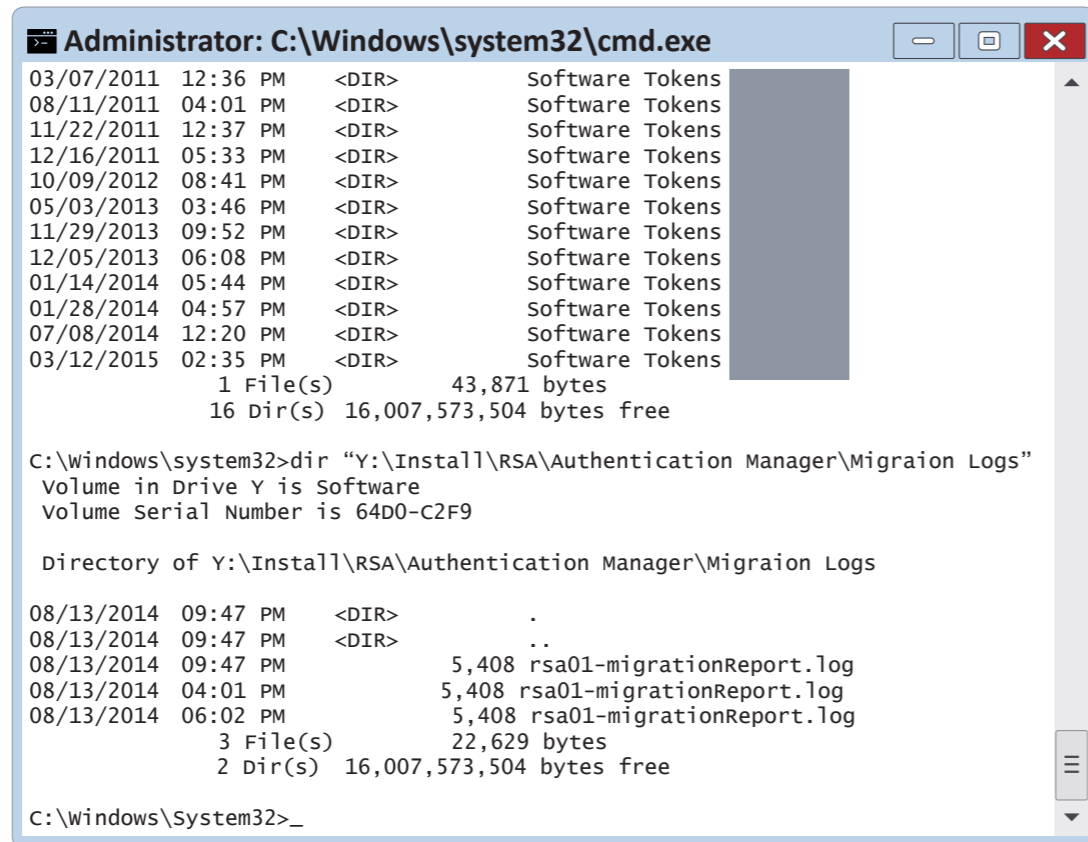 Administrator: C:\Windows\system32\cmd.exe
03/07/2011 12:36 PM <DIR> Software Tokens
08/11/2011 04:01 PM <DIR> Software Tokens
11/22/2011 12:37 PM <DIR> Software Tokens
12/16/2011 05:33 PM <DIR> Software Tokens
10/09/2012 08:41 PM <DIR> Software Tokens
05/03/2013 03:46 PM <DIR> Software Tokens
11/29/2013 09:52 PM <DIR> Software Tokens
12/05/2013 06:08 PM <DIR> Software Tokens
01/14/2014 05:44 PM <DIR> Software Tokens
01/28/2014 04:57 PM <DIR> Software Tokens
07/08/2014 12:20 PM <DIR> Software Tokens
03/12/2015 02:35 PM <DIR> Software Tokens
1 File(s) 43,871 bytes
16 Dir(s) 16,007,573,504 bytes free
C:\Windows\system32>dir “Y:\Install\RSA\Authentication Manager\Migraion Logs”
Volume in Drive Y is Software
Volume Serial Number is 64D0-C2F9
Directory of Y:\Install\RSA\Authentication Manager\Migraion Logs
08/13/2014 09:47 PM <DIR> .
08/13/2014 09:47 PM <DIR> ..
08/13/2014 09:47 PM 5,408 rsa01-migrationReport.log
08/13/2014 04:01 PM 5,408 rsa01-migrationReport.log
08/13/2014 06:02 PM 5,408 rsa01-migrationReport.log
3 File(s) 22,629 bytes
2 Dir(s) 16,007,573,504 bytes free
C:\Windows\System32>_